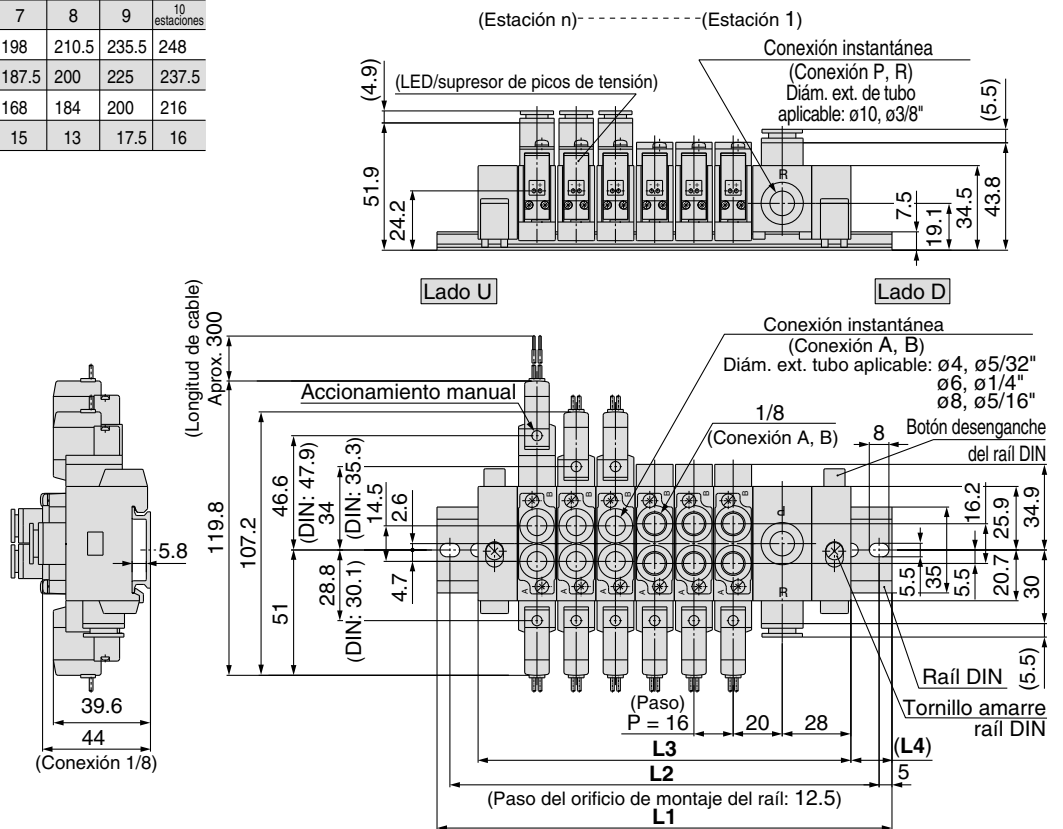 7 8 9 10 estaciones
198 210.5 235.5 248
187.5 200 225 237.5
168 184 200 216
15 13 17.5 16
(Estación n) (Estación 1)
Conexión instantánea
(Conexión P, R)
Diám. ext. de tubo
aplicable: ø10, ø3/8"
(LED/supresor de picos de tensión)
(4.9)
51.9
24.2
R
(5.5)
7.5
19.1
34.5
43.8
Lado U
Lado D
(Longitud de cable)
Aprox. 300
Conexión instantánea
(Conexión A, B)
Diám. ext. tubo aplicable: ø4, ø5/32"
ø6, ø1/4"
ø8, ø5/16"
Accionamiento manual
1/8
(Conexión A, B)
8
Botón desenganche
del raíl DIN
119.8
107.2
46.6
(DIN: 47.9)
34
(DIN: 35.3)
14.5
2.6
51
28.8
(DIN: 30.1)
4.7
B B B B B B
A A A A A A
P
R
16.2
25.9
34.9
5.5
35
5.5
20.7
30
(5.5)
5.8
39.6
44
(Conexión 1/8)
Raíl DIN
Tornillo amarre
raíl DIN
(Paso)
P = 16
20
28
L3
(L4)
L2
5
(Paso del orificio de montaje del raíl: 12.5)
L1